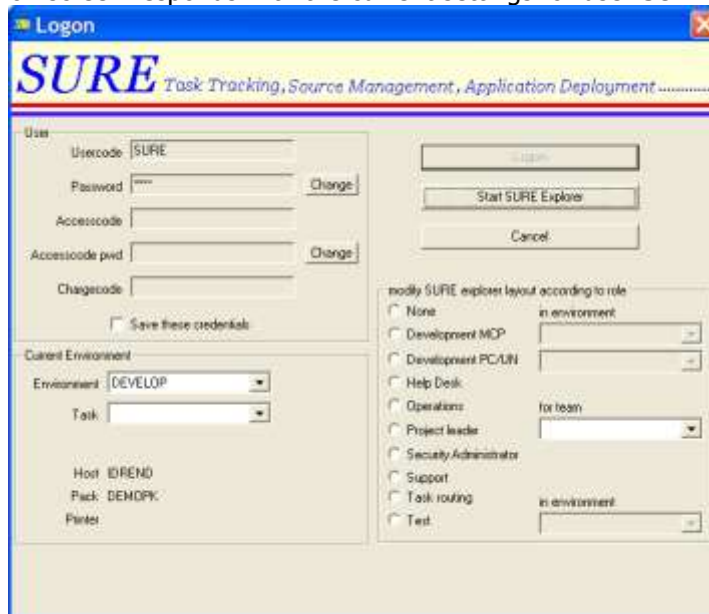 Logon
SURE Task Tracking, Source Management, Application Deployment ............
User
Usercode SURE
Password **** Change
Accesscode
Accesscode pwd Change
Chargecode
Save these credentials
Current Environment
Environment DEVELOP
Task
Host IDREND
Pack DEMOPK
Printer
Logon
Start SURE Explorer
Cancel
modify SURE explorer layout according to role
None in environment
Development MCP
Development PC/UN
Help Desk
Operations for team
Project leader
Security Administrator
Support
Task routing in environment
Test